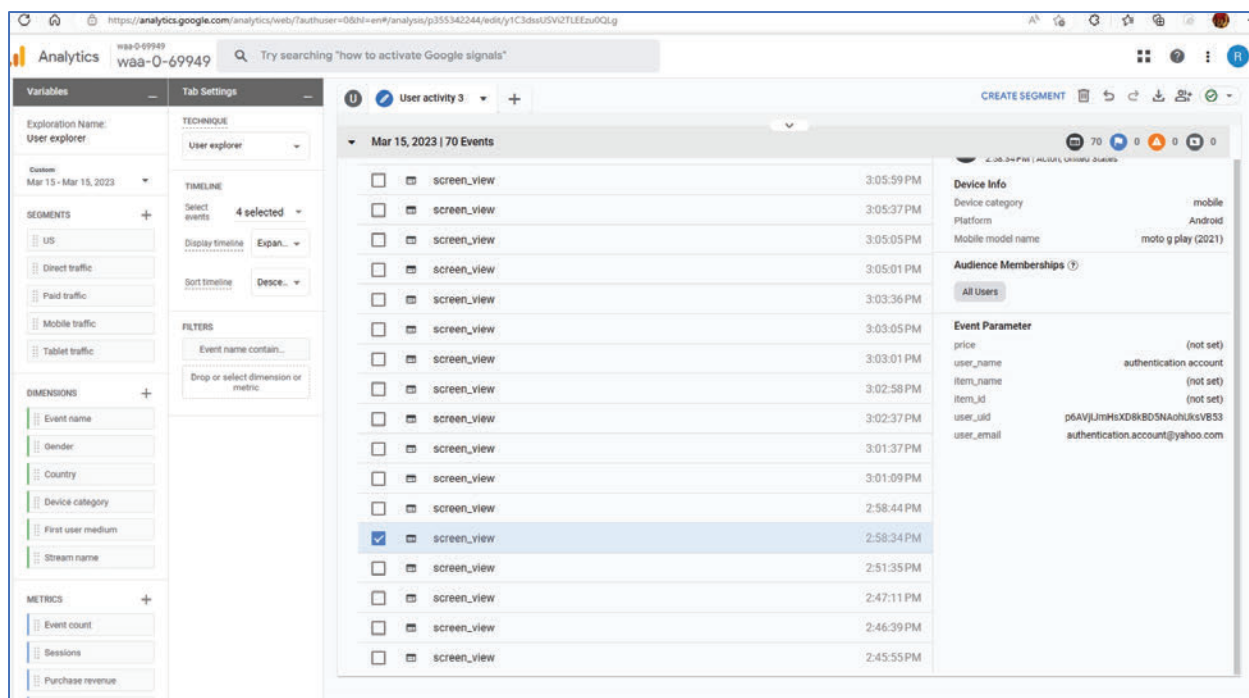 https://analytics.google.com/analytics/web/?authuser=0&hl=en#/analysis/p355342244/edit/y1C3dssUSVi2TLEEzu0QLg
Analytics
waa-0-69949
waa-0-69949
Try searching "how to activate Google signals"
R
Variables
Tab Settings
U
User activity 3
CREATE SEGMENT
Exploration Name:
User explorer
TECHNIQUE
User explorer
Mar 15, 2023 | 70 Events
70
0
0
0
Custom
Mar 15 - Mar 15, 2023
TIMELINE
Select events
4 selected
Display timeline
Expan...
Sort timeline
Desce...
SEGMENTS
US
Direct traffic
Paid traffic
Mobile traffic
Tablet traffic
FILTERS
Event name contain...
Drop or select dimension or
metric
DIMENSIONS
Event name
Gender
Country
Device category
First user medium
Stream name
METRICS
Event count
Sessions
Purchase revenue
screen_view 3:05:59 PM
screen_view 3:05:37 PM
screen_view 3:05:05 PM
screen_view 3:05:01 PM
screen_view 3:03:36 PM
screen_view 3:03:05 PM
screen_view 3:03:01 PM
screen_view 3:02:58 PM
screen_view 3:02:37 PM
screen_view 3:01:37 PM
screen_view 3:01:09 PM
screen_view 2:58:44 PM
screen_view 2:58:34 PM
screen_view 2:51:35 PM
screen_view 2:47:11 PM
screen_view 2:46:39 PM
screen_view 2:45:55 PM
2:58:34 PM | Acton, United States
Device Info
Device category mobile
Platform Android
Mobile model name moto g play (2021)
Audience Memberships
All Users
Event Parameter
price (not set)
user_name authentication account
item_name (not set)
item_id (not set)
user_uid
user_email authentication.account@yahoo.com